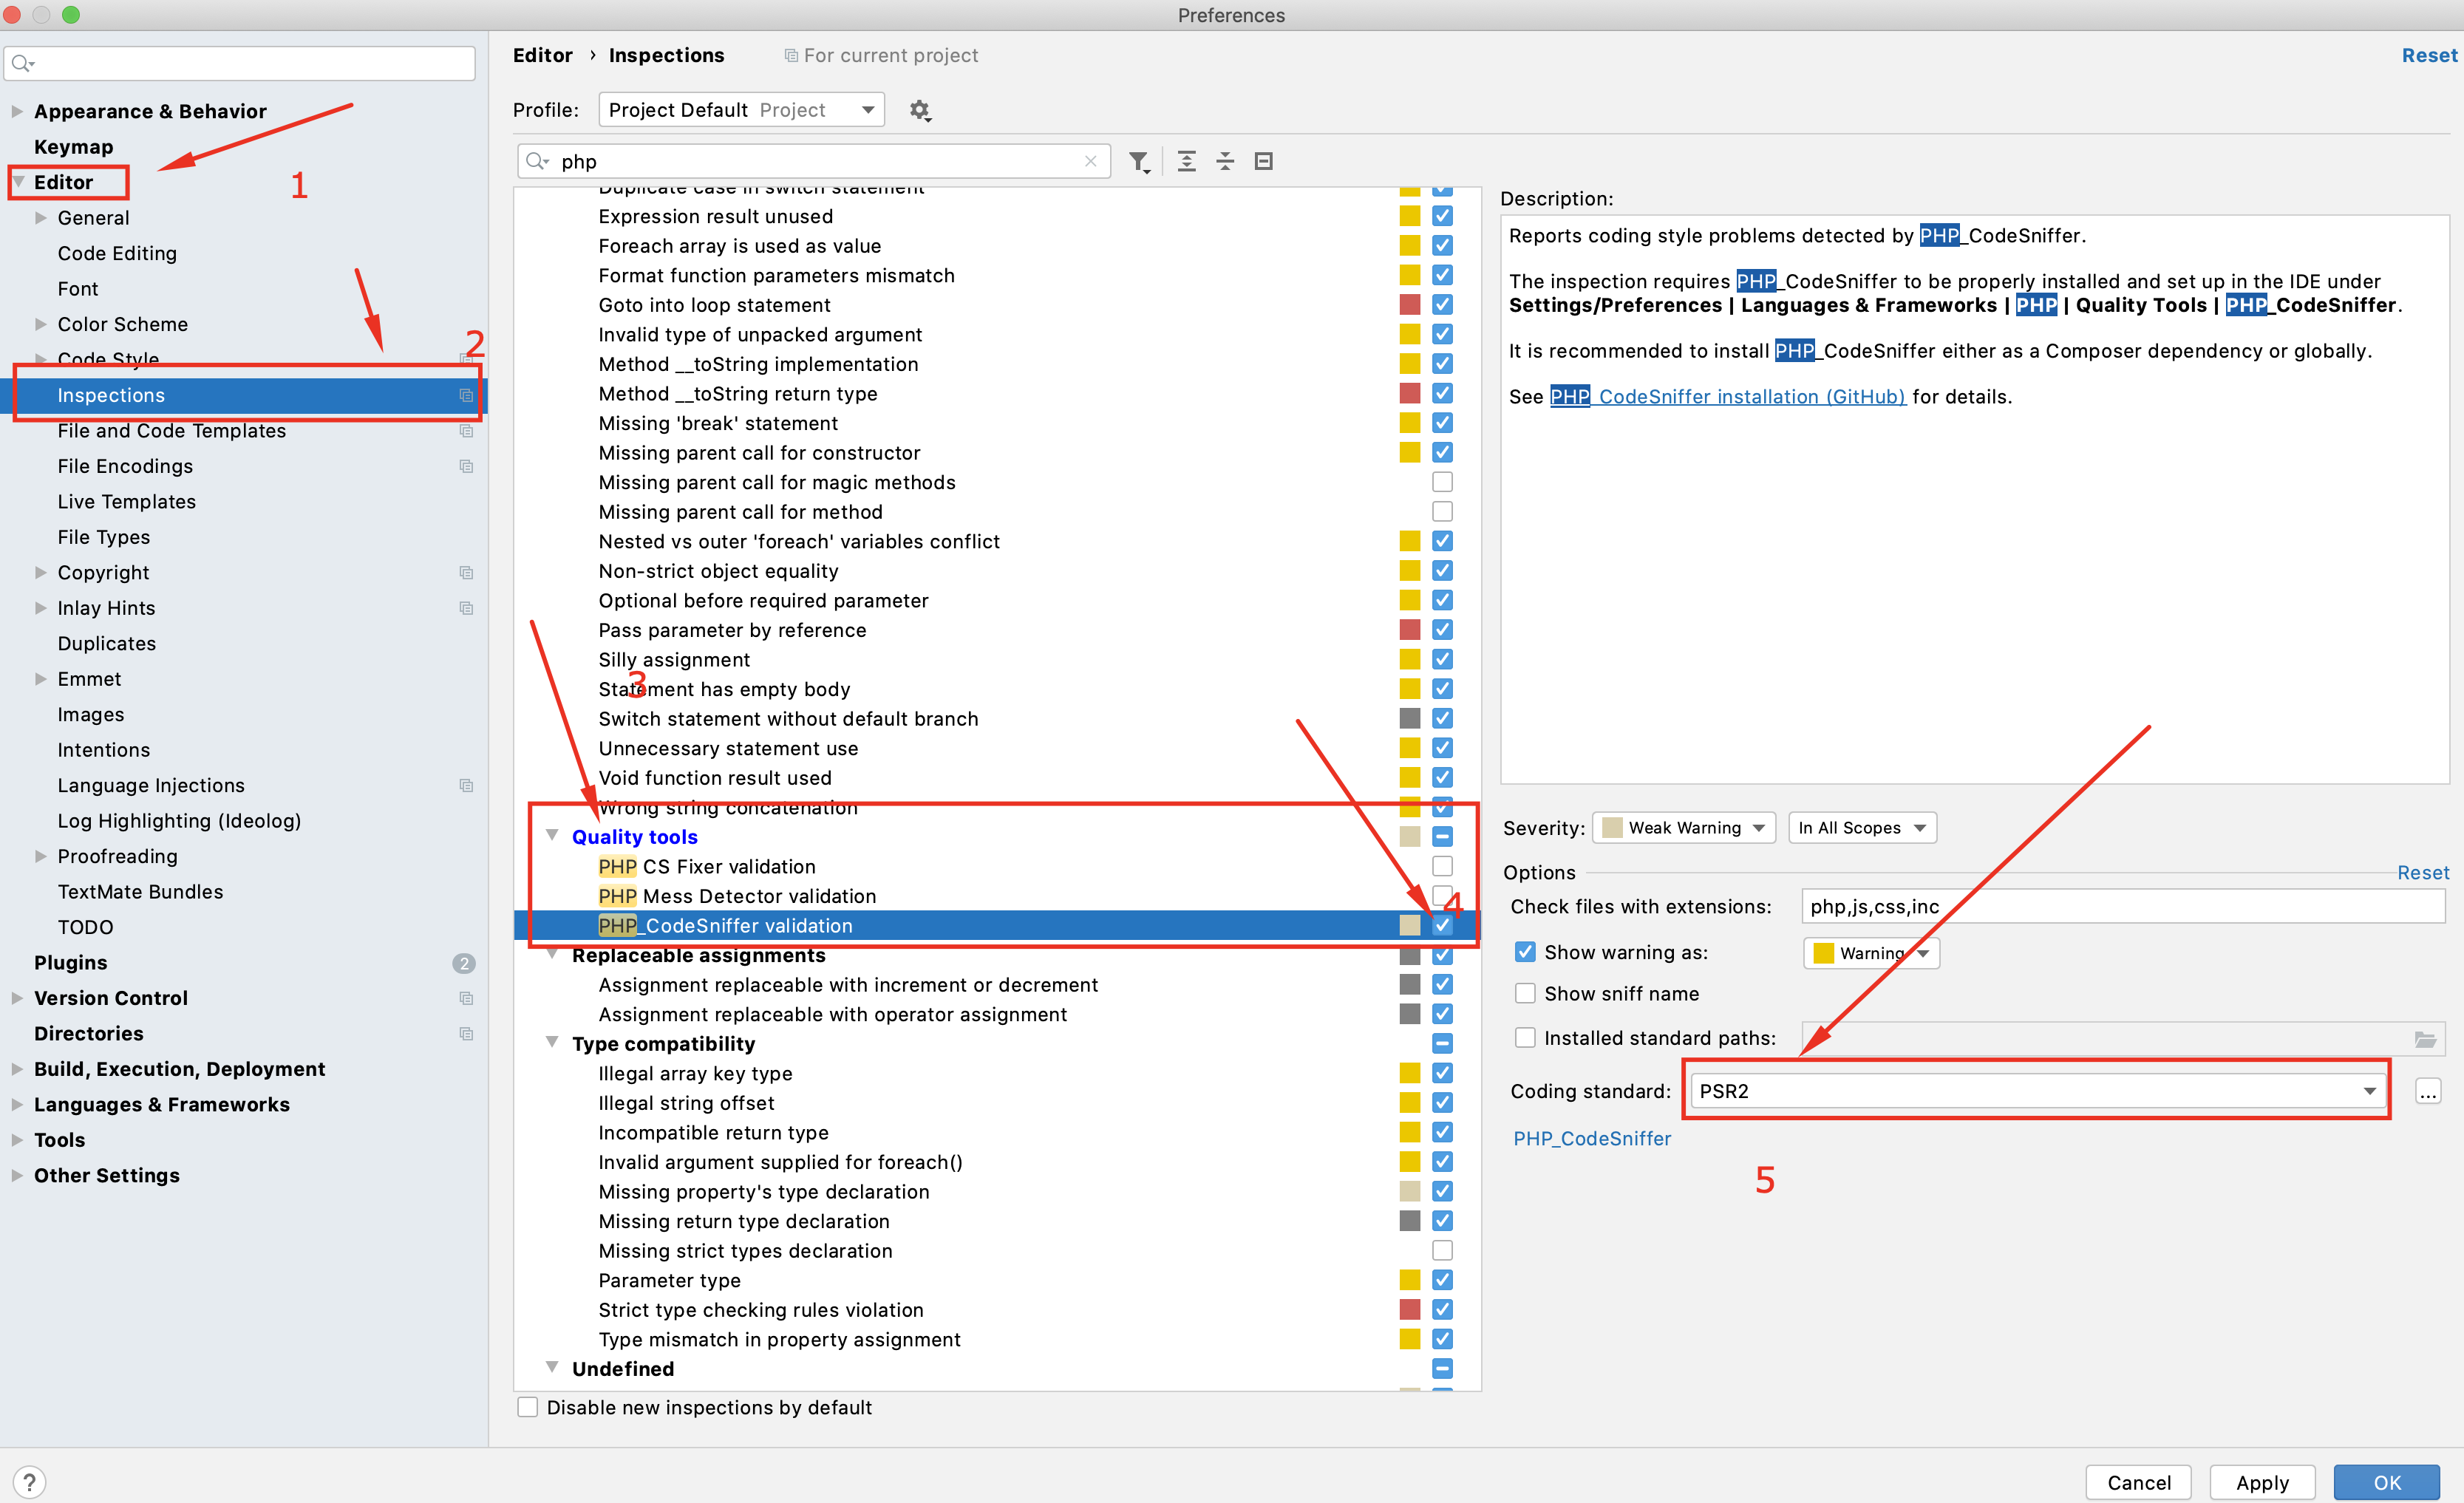 Preferences
Editor › Inspections For current project Reset
Appearance & Behavior
Keymap
Editor
1
General
Code Editing
Font
Color Scheme
2
Code Style
Inspections
File and Code Templates
File Encodings
Live Templates
File Types
Copyright
Inlay Hints
Duplicates
Emmet
Images
Intentions
Language Injections
Log Highlighting (Ideolog)
Proofreading
TextMate Bundles
TODO
Plugins 2
Version Control
Directories
Build, Execution, Deployment
Languages & Frameworks
Tools
Other Settings
Profile: Project Default Project
php
Duplicate case in switch statement
Expression result unused
Foreach array is used as value
Format function parameters mismatch
Goto into loop statement
Invalid type of unpacked argument
Method __toString implementation
Method __toString return type
Missing 'break' statement
Missing parent call for constructor
Missing parent call for magic methods
Missing parent call for method
Nested vs outer 'foreach' variables conflict
Non-strict object equality
Optional before required parameter
Pass parameter by reference
Silly assignment
3
Statement has empty body
Switch statement without default branch
Unnecessary statement use
Void function result used
Wrong string concatenation
Quality tools
PHP CS Fixer validation
PHP Mess Detector validation
4
PHP_CodeSniffer validation
Replaceable assignments
Assignment replaceable with increment or decrement
Assignment replaceable with operator assignment
Type compatibility
Illegal array key type
Illegal string offset
Incompatible return type
Invalid argument supplied for foreach()
Missing property's type declaration
Missing return type declaration
Missing strict types declaration
Parameter type
Strict type checking rules violation
Type mismatch in property assignment
Undefined
Disable new inspections by default
Description:
Reports coding style problems detected by PHP_CodeSniffer.
The inspection requires PHP_CodeSniffer to be properly installed and set up in the IDE under
Settings/Preferences | Languages & Frameworks | PHP | Quality Tools | PHP_CodeSniffer.
It is recommended to install PHP_CodeSniffer either as a Composer dependency or globally.
See PHP_CodeSniffer installation (GitHub) for details.
Severity: Weak Warning In All Scopes
Options Reset
Check files with extensions: php,js,css,inc
Show warning as: Warning
Show sniff name
Installed standard paths:
Coding standard: PSR2 ...
PHP_CodeSniffer
5
? Cancel Apply OK